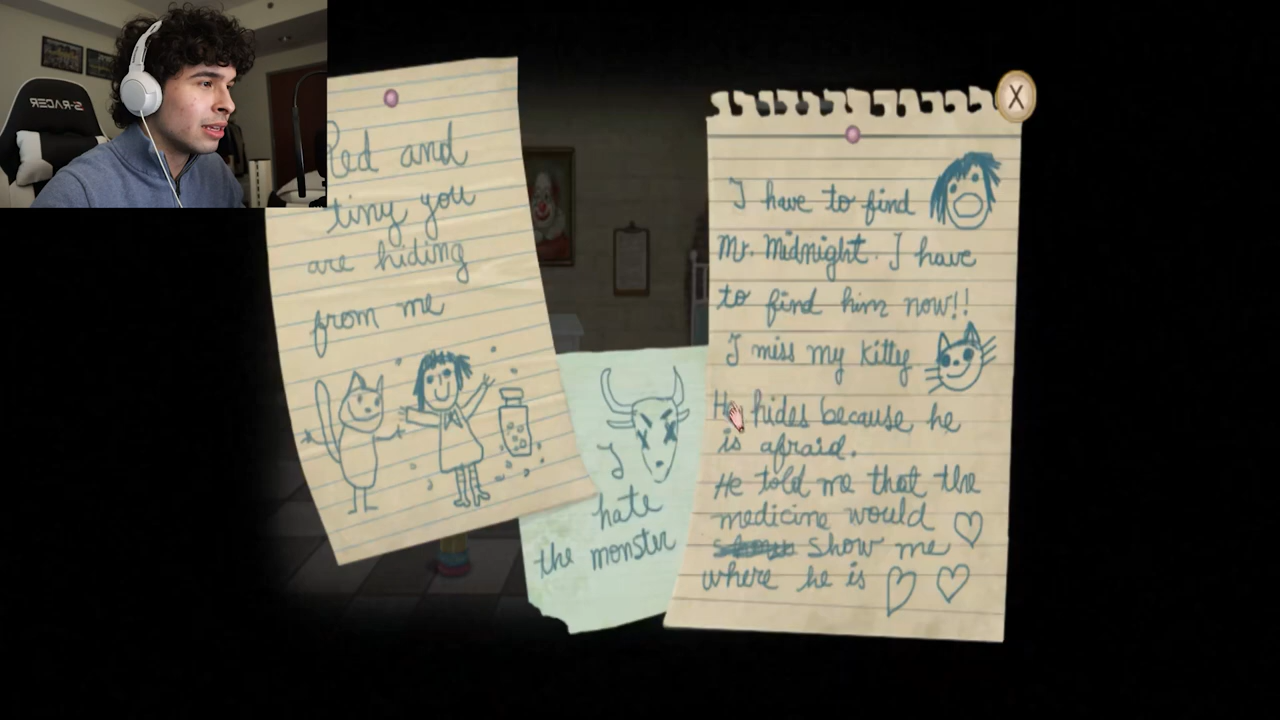 Red and
tiny you
are hiding
from me
I
hate
the monster
X
I have to find
Mr. Midnight. I have
to find him now!!
I miss my kitty
He hides because he
is afraid.
He told me that the
medicine would
show me
where he is
S-RACER